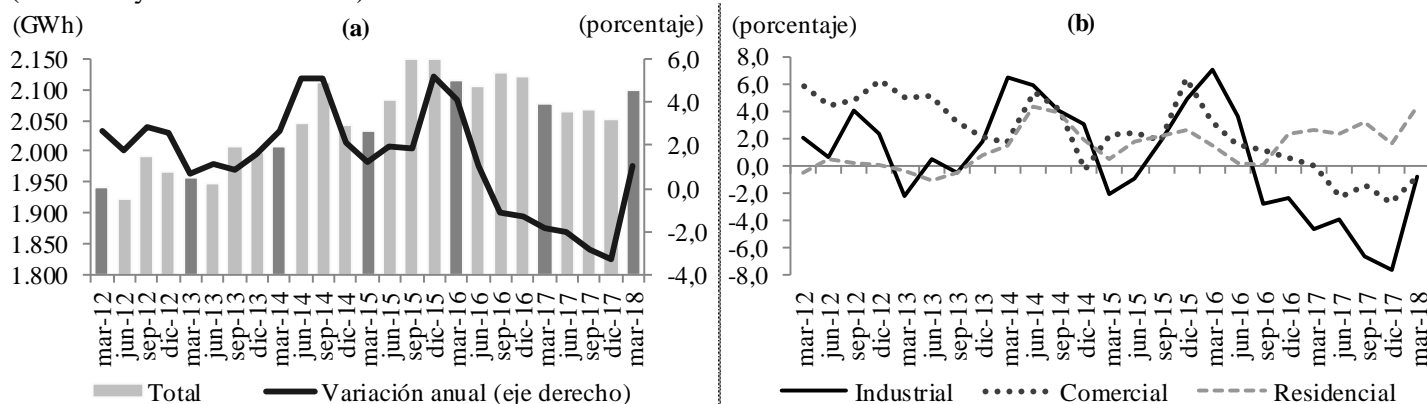 (GWh) (a) (porcentaje)
2.150
2.100
2.050
2.000
1.950
1.900
1.850
1.800
6,0
4,0
2,0
0,0
-2,0
-4,0
mar-12
jun-12
sep-12
dic-12
mar-13
jun-13
sep-13
dic-13
mar-14
jun-14
sep-14
dic-14
mar-15
jun-15
sep-15
dic-15
mar-16
jun-16
sep-16
dic-16
mar-17
jun-17
sep-17
dic-17
mar-18
Total Variación anual (eje derecho)
(porcentaje) (b)
8,0
6,0
4,0
2,0
0,0
-2,0
-4,0
-6,0
-8,0
mar-12
jun-12
sep-12
dic-12
mar-13
jun-13
sep-13
dic-13
mar-14
jun-14
sep-14
dic-14
mar-15
jun-15
sep-15
dic-15
mar-16
jun-16
sep-16
dic-16
mar-17
jun-17
sep-17
dic-17
mar-18
Industrial Comercial Residencial